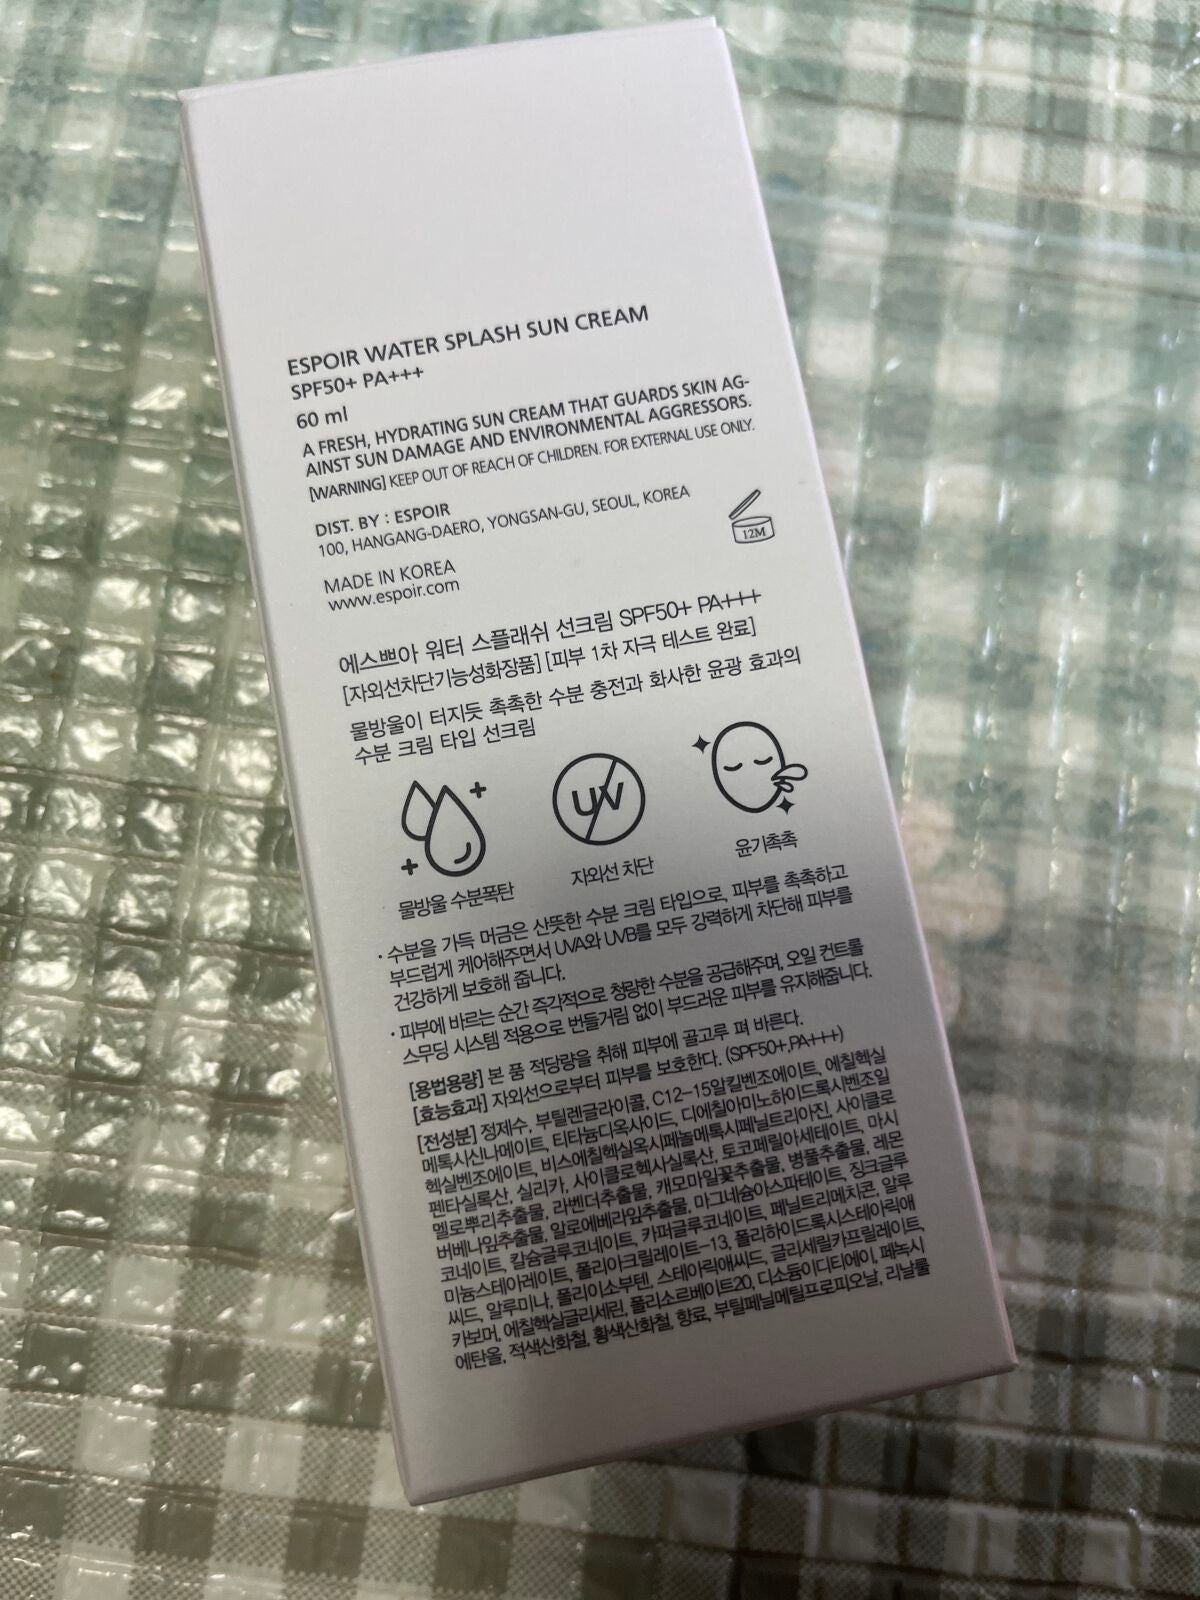 ESPOIR WATER SPLASH SUN CREAM
SPF50+ PA+++
60 ml
A FRESH, HYDRATING SUN CREAM THAT GUARDS SKIN AG-
AINST SUN DAMAGE AND ENVIRONMENTAL AGGRESSORS.
[WARNING] KEEP OUT OF REACH OF CHILDREN. FOR EXTERNAL USE ONLY.
DIST. BY : ESPOIR
100, HANGANG-DAERO, YONGSAN-GU, SEOUL, KOREA
12M
MADE IN KOREA
www.espoir.com
에스쁘아 워터 스플래쉬 선크림 SPF50+ PA+++
[자외선차단기능성화장품] [피부 1차 자극 테스트 완료]
물방울이 터지듯 촉촉한 수분 충전과 화사한 윤광 효과의
수분 크림 타입 선크림
UV
물방울 수분폭탄
자외선 차단
윤기촉촉
· 수분을 가득 머금은 산뜻한 수분 크림 타입으로, 피부를 촉촉하고
부드럽게 케어해주면서 UVA와 UVB를 모두 강력하게 차단해 피부를
건강하게 보호해 줍니다.
· 피부에 바르는 순간 즉각적으로 청량한 수분을 공급해주며, 오일 컨트롤
스무딩 시스템 적용으로 번들거림 없이 부드러운 피부를 유지해줍니다.
[용법용량] 본 품 적당량을 취해 피부에 골고루 펴 바른다.
[효능효과] 자외선으로부터 피부를 보호한다. (SPF50+,PA+++)
[전성분] 정제수, 부틸렌글라이콜, C12-15알킬벤조에이트, 에칠헥실
메톡시신나메이트, 티타늄디옥사이드, 디에칠아미노하이드록시벤조일
헥실벤조에이트, 비스에칠헥실옥시페놀메톡시페닐트리아진, 사이클로
펜타실록산, 실리카, 사이클로헥사실록산, 토코페릴아세테이트, 마시
멜로뿌리추출물, 라벤더추출물, 캐모마일꽃추출물, 병풀추출물, 레몬
버베나잎추출물, 알로에베라잎추출물, 마그네슘아스파테이트, 징크글루
코네이트, 칼슘글루코네이트, 카퍼글루코네이트, 페닐트리메치콘, 알루
미늄스테아레이트, 폴리아크릴레이트-13, 폴리하이드록시스테아릭애
씨드, 알루미나, 폴리이소부텐, 스테아릭애씨드, 글리세릴카프릴레이트,
카보머, 에칠헥실글리세린, 폴리소르베이트20, 디소듐이디티에이, 페녹시
에탄올, 적색산화철, 황색산화철, 향료, 부틸페닐메틸프로피오날, 리날룰